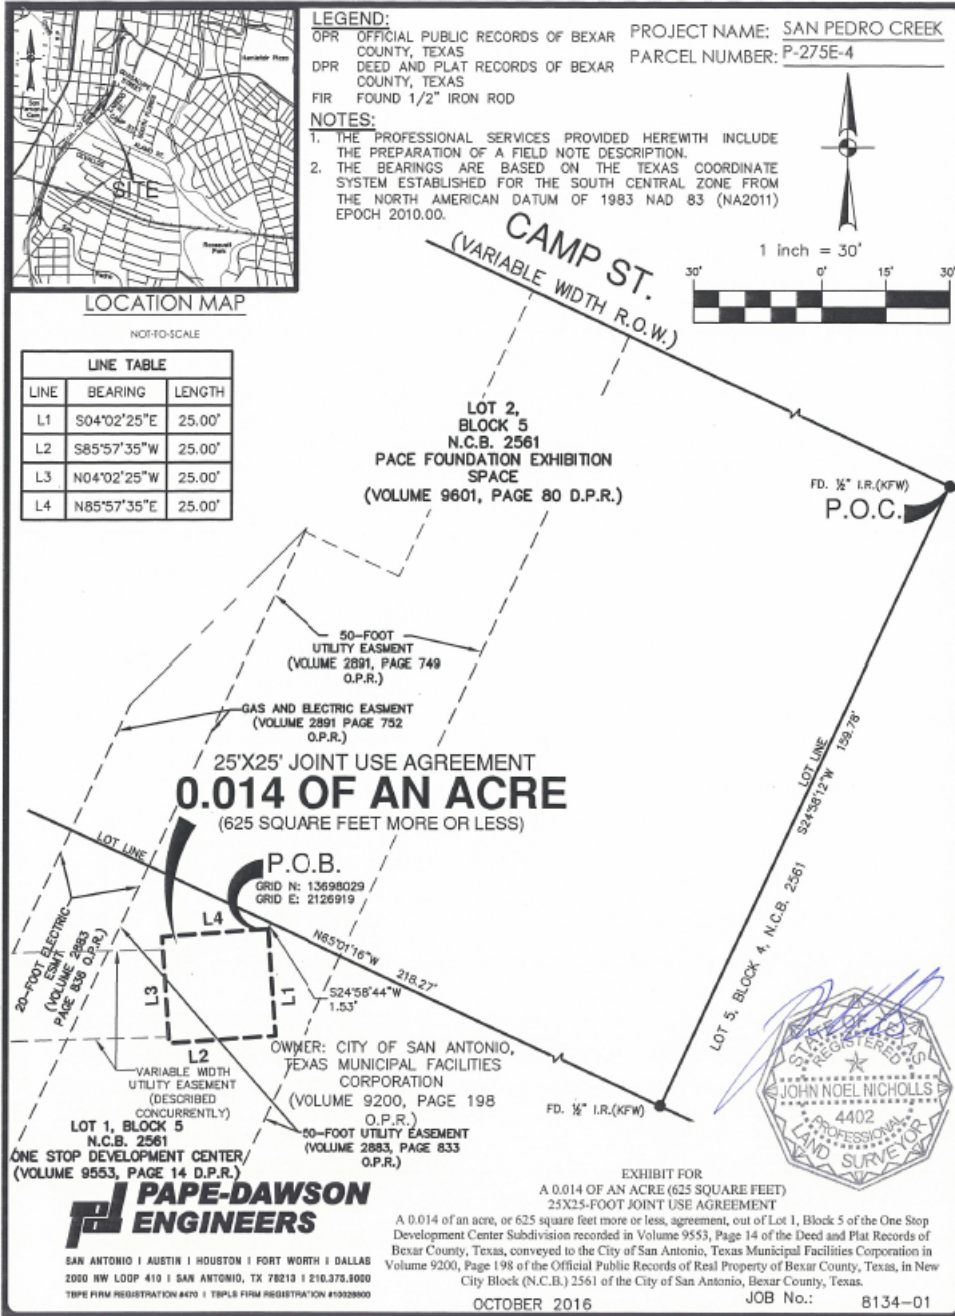 LEGEND:
OPR OFFICIAL PUBLIC RECORDS OF BEXAR
COUNTY, TEXAS
DPR DEED AND PLAT RECORDS OF BEXAR
COUNTY, TEXAS
FIR FOUND 1/2" IRON ROD
NOTES:
1. THE PROFESSIONAL SERVICES PROVIDED HEREWITH INCLUDE
THE PREPARATION OF A FIELD NOTE DESCRIPTION.
2. THE BEARINGS ARE BASED ON THE TEXAS COORDINATE
SYSTEM ESTABLISHED FOR THE SOUTH CENTRAL ZONE FROM
THE NORTH AMERICAN DATUM OF 1983 NAD 83 (NA2011)
EPOCH 2010.00.
PROJECT NAME: SAN PEDRO CREEK
PARCEL NUMBER: P-275E-4
1 inch = 30'
30' 0' 15' 30'
SITE
LOCATION MAP
NOT-TO-SCALE
LINE TABLE
LINE BEARING LENGTH
L1 S04°02'25"E 25.00'
L2 S85°57'35"W 25.00'
L3 N04°02'25"W 25.00'
L4 N85°57'35"E 25.00'
CAMP ST.
(VARIABLE WIDTH R.O.W.)
LOT 2,
BLOCK 5
N.C.B. 2561
PACE FOUNDATION EXHIBITION
SPACE
(VOLUME 9601, PAGE 80 D.P.R.)
FD. ½" I.R.(KFW)
P.O.C.
50-FOOT
UTILITY EASMENT
(VOLUME 2891, PAGE 749
O.P.R.)
GAS AND ELECTRIC EASMENT
(VOLUME 2891 PAGE 752
O.P.R.)
25'X25' JOINT USE AGREEMENT
0.014 OF AN ACRE
(625 SQUARE FEET MORE OR LESS)
LOT LINE
S24°58'12"W 159.78'
LOT LINE
P.O.B.
GRID N: 13698029
GRID E: 2126919
L4
N65°01'16"W 218.27'
20-FOOT ELECTRIC
ESMT
(VOLUME 2883
PAGE 838 O.P.R.)
L3
L1
S24°58'44"W
1.53'
L2
LOT 5, BLOCK 4, N.C.B. 2561
OWNER: CITY OF SAN ANTONIO,
TEXAS MUNICIPAL FACILITIES
CORPORATION
(VOLUME 9200, PAGE 198
O.P.R.)
VARIABLE WIDTH
UTILITY EASEMENT
(DESCRIBED
CONCURRENTLY)
FD. ½" I.R.(KFW)
LOT 1, BLOCK 5
N.C.B. 2561
ONE STOP DEVELOPMENT CENTER
(VOLUME 9553, PAGE 14 D.P.R.)
50-FOOT UTILITY EASEMENT
(VOLUME 2883, PAGE 833
O.P.R.)
STATE OF TEXAS
REGISTERED
JOHN NOEL NICHOLLS
4402
PROFESSIONAL
LAND SURVEYOR
PAPE-DAWSON
ENGINEERS
SAN ANTONIO I AUSTIN I HOUSTON I FORT WORTH I DALLAS
2000 NW LOOP 410 I SAN ANTONIO, TX 78213 I 210.375.9000
TBPE FIRM REGISTRATION #470 I TBPLS FIRM REGISTRATION #10028800
EXHIBIT FOR
A 0.014 OF AN ACRE (625 SQUARE FEET)
25X25-FOOT JOINT USE AGREEMENT
A 0.014 of an acre, or 625 square feet more or less, agreement, out of Lot 1, Block 5 of the One Stop
Development Center Subdivision recorded in Volume 9553, Page 14 of the Deed and Plat Records of
Bexar County, Texas, conveyed to the City of San Antonio, Texas Municipal Facilities Corporation in
Volume 9200, Page 198 of the Official Public Records of Real Property of Bexar County, Texas, in New
City Block (N.C.B.) 2561 of the City of San Antonio, Bexar County, Texas.
OCTOBER 2016
JOB No.: 8134-01